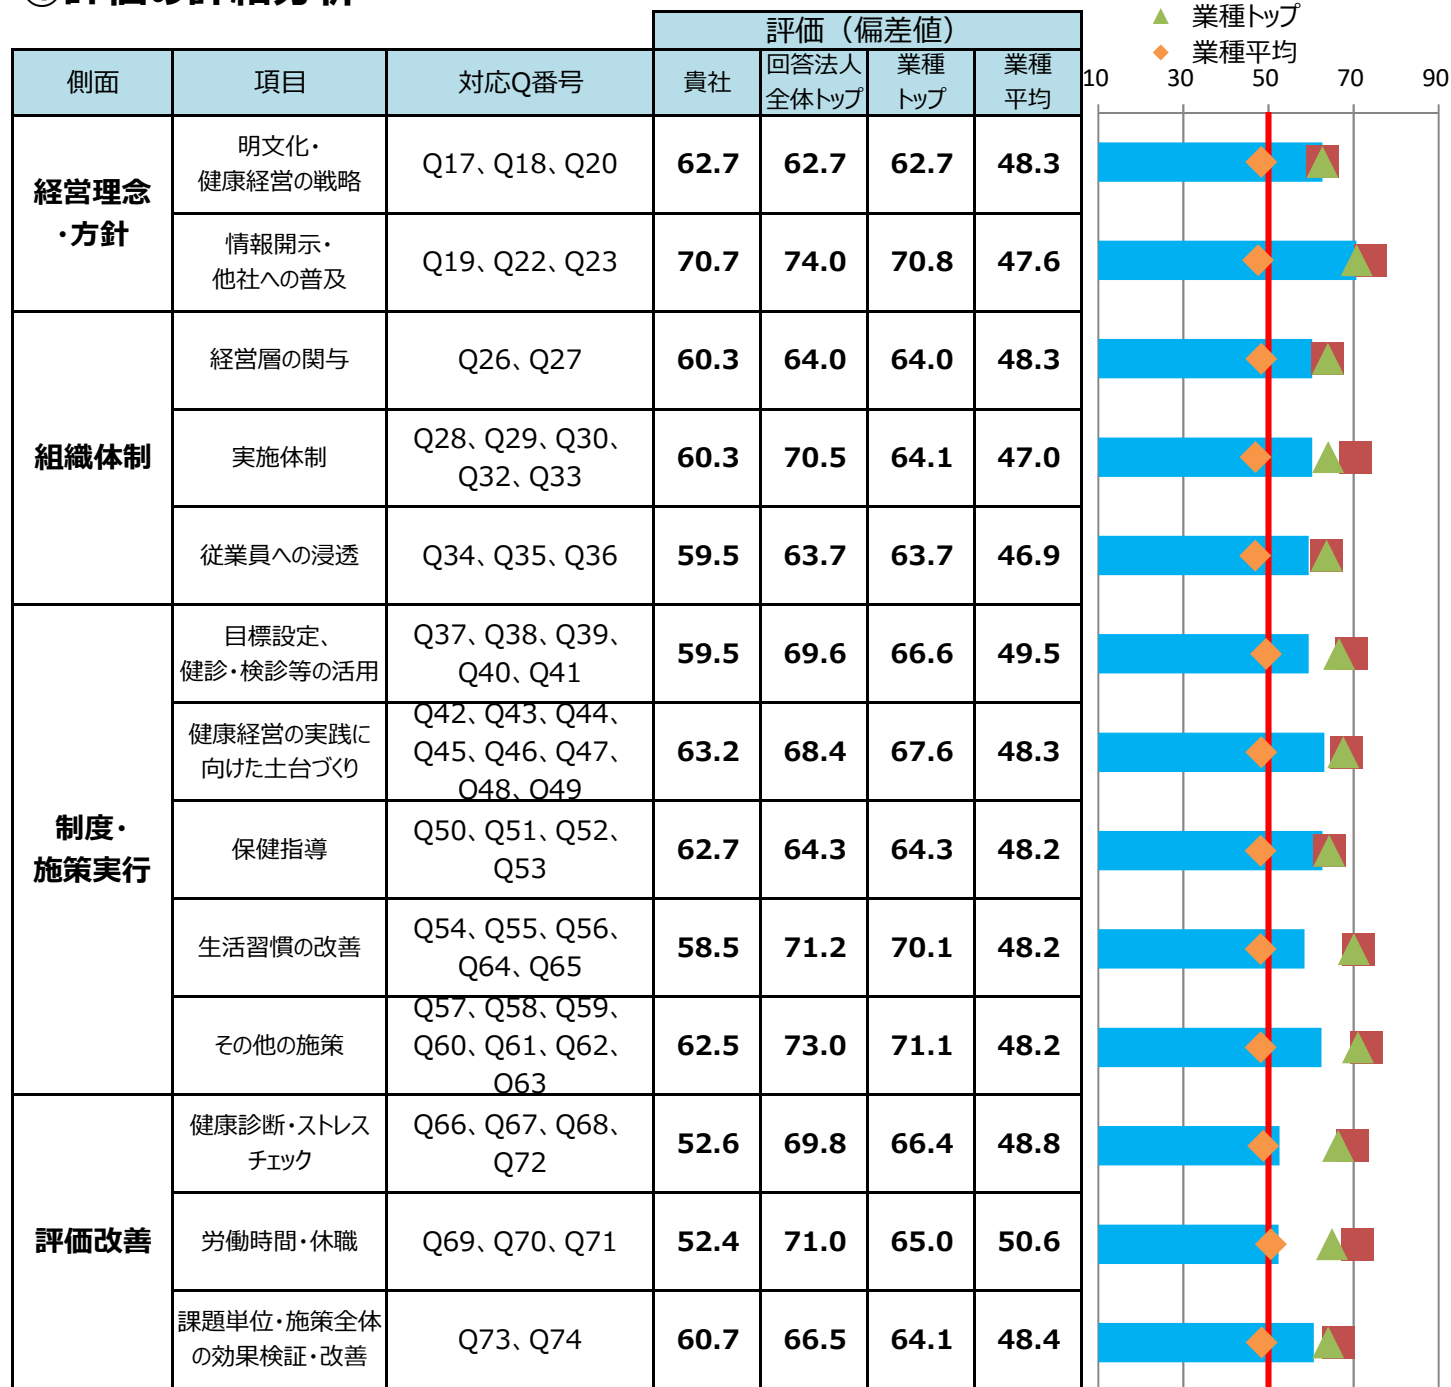 ▲ 業種トップ
◆ 業種平均
評価（偏差値）
側面 項目 対応Q番号 貴社 回答法人全体トップ 業種トップ 業種平均
10 30 50 70 90
経営理念・方針
明文化・健康経営の戦略 Q17、Q18、Q20 62.7 62.7 62.7 48.3
情報開示・他社への普及 Q19、Q22、Q23 70.7 74.0 70.8 47.6
組織体制
経営層の関与 Q26、Q27 60.3 64.0 64.0 48.3
実施体制 Q28、Q29、Q30、Q32、Q33 60.3 70.5 64.1 47.0
従業員への浸透 Q34、Q35、Q36 59.5 63.7 63.7 46.9
制度・施策実行
目標設定、健診・検診等の活用 Q37、Q38、Q39、Q40、Q41 59.5 69.6 66.6 49.5
健康経営の実践に向けた土台づくり Q42、Q43、Q44、Q45、Q46、Q47、Q48、Q49 63.2 68.4 67.6 48.3
保健指導 Q50、Q51、Q52、Q53 62.7 64.3 64.3 48.2
生活習慣の改善 Q54、Q55、Q56、Q64、Q65 58.5 71.2 70.1 48.2
その他の施策 Q57、Q58、Q59、Q60、Q61、Q62、Q63 62.5 73.0 71.1 48.2
評価改善
健康診断・ストレスチェック Q66、Q67、Q68、Q72 52.6 69.8 66.4 48.8
労働時間・休職 Q69、Q70、Q71 52.4 71.0 65.0 50.6
課題単位・施策全体の効果検証・改善 Q73、Q74 60.7 66.5 64.1 48.4